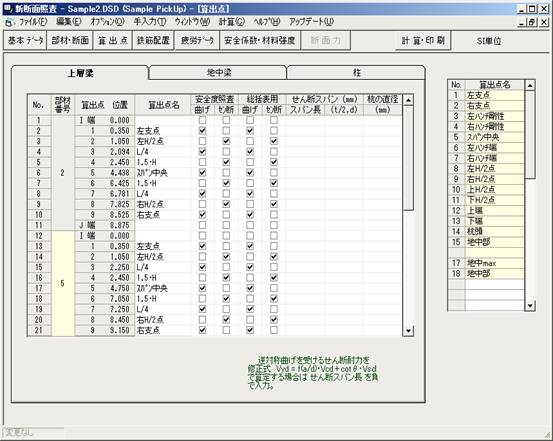 新断面照査 - Sample2.DSD (Sample PickUp) - [算出点]
ファイル(F) 編集(E) オプション(O) 手入力(T) ウィンドウ(W) 計算(C) ヘルプ(H) アップデート(U)
基本データ 部材・断面 算出点 鉄筋配置 疲労データ 安全係数・材料強度 断面力 計算・印刷 SI単位
上層梁 地中梁 柱
No. 部材番号 算出点 位置 算出点名 安全度照査 総括表用 せん断スパン (mm) 杭の直径
曲げ せん断 曲げ せん断 スパン長 (t/2,d) (mm)
1 I 端 0.000
2 1 0.350 左支点
3 2 1.050 左H/2点
4 3 2.094 L/4
5 4 2.450 1.5・H
6 2 5 4.438 スパン中央
7 6 6.425 1.5・H
8 7 6.781 L/4
9 8 7.825 右H/2点
10 9 8.525 右支点
11 J 端 8.875
12 I 端 0.000
13 1 0.350 左支点
14 2 1.050 左H/2点
15 3 2.250 L/4
16 4 2.450 1.5・H
17 5 5 4.750 スパン中央
18 6 7.050 1.5・H
19 7 7.250 L/4
20 8 8.450 右H/2点
21 9 9.150 右支点
逆対称曲げを受けるせん断耐力を
修正式 Vyd = f(a/d)・Vcd+cotθ・Vsd
で算定する場合は せん断スパン長 を負
で入力。
No. 算出点名
1 左支点
2 右支点
3 左ハンチ剛性
4 右ハンチ剛性
5 スパン中央
6 左ハンチ端
7 右ハンチ端
8 左H/2点
9 右H/2点
10 上H/2点
11 下H/2点
12 上端
13 下端
14 杭頭
15 地中部
17 地中max
18 地中部
変更なし